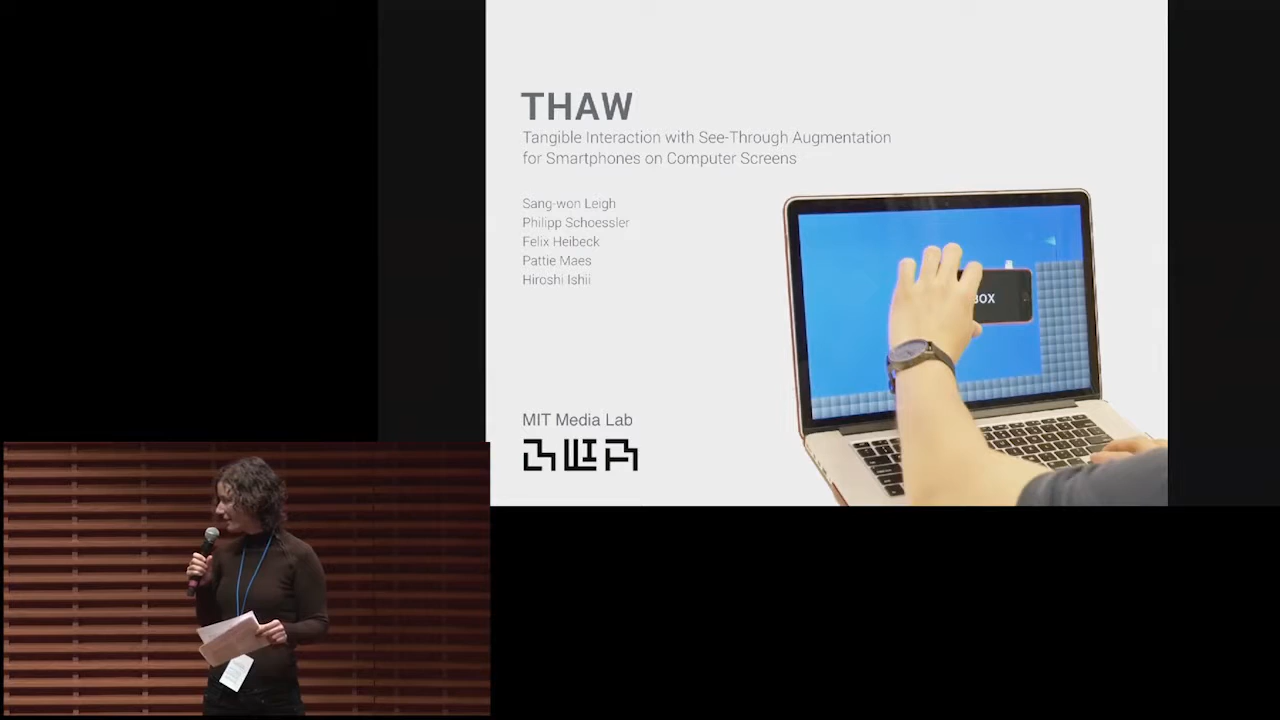 THAW
Tangible Interaction with See-Through Augmentation
for Smartphones on Computer Screens
Sang-won Leigh
Philipp Schoessler
Felix Heibeck
Pattie Maes
Hiroshi Ishii
BOX
MIT Media Lab